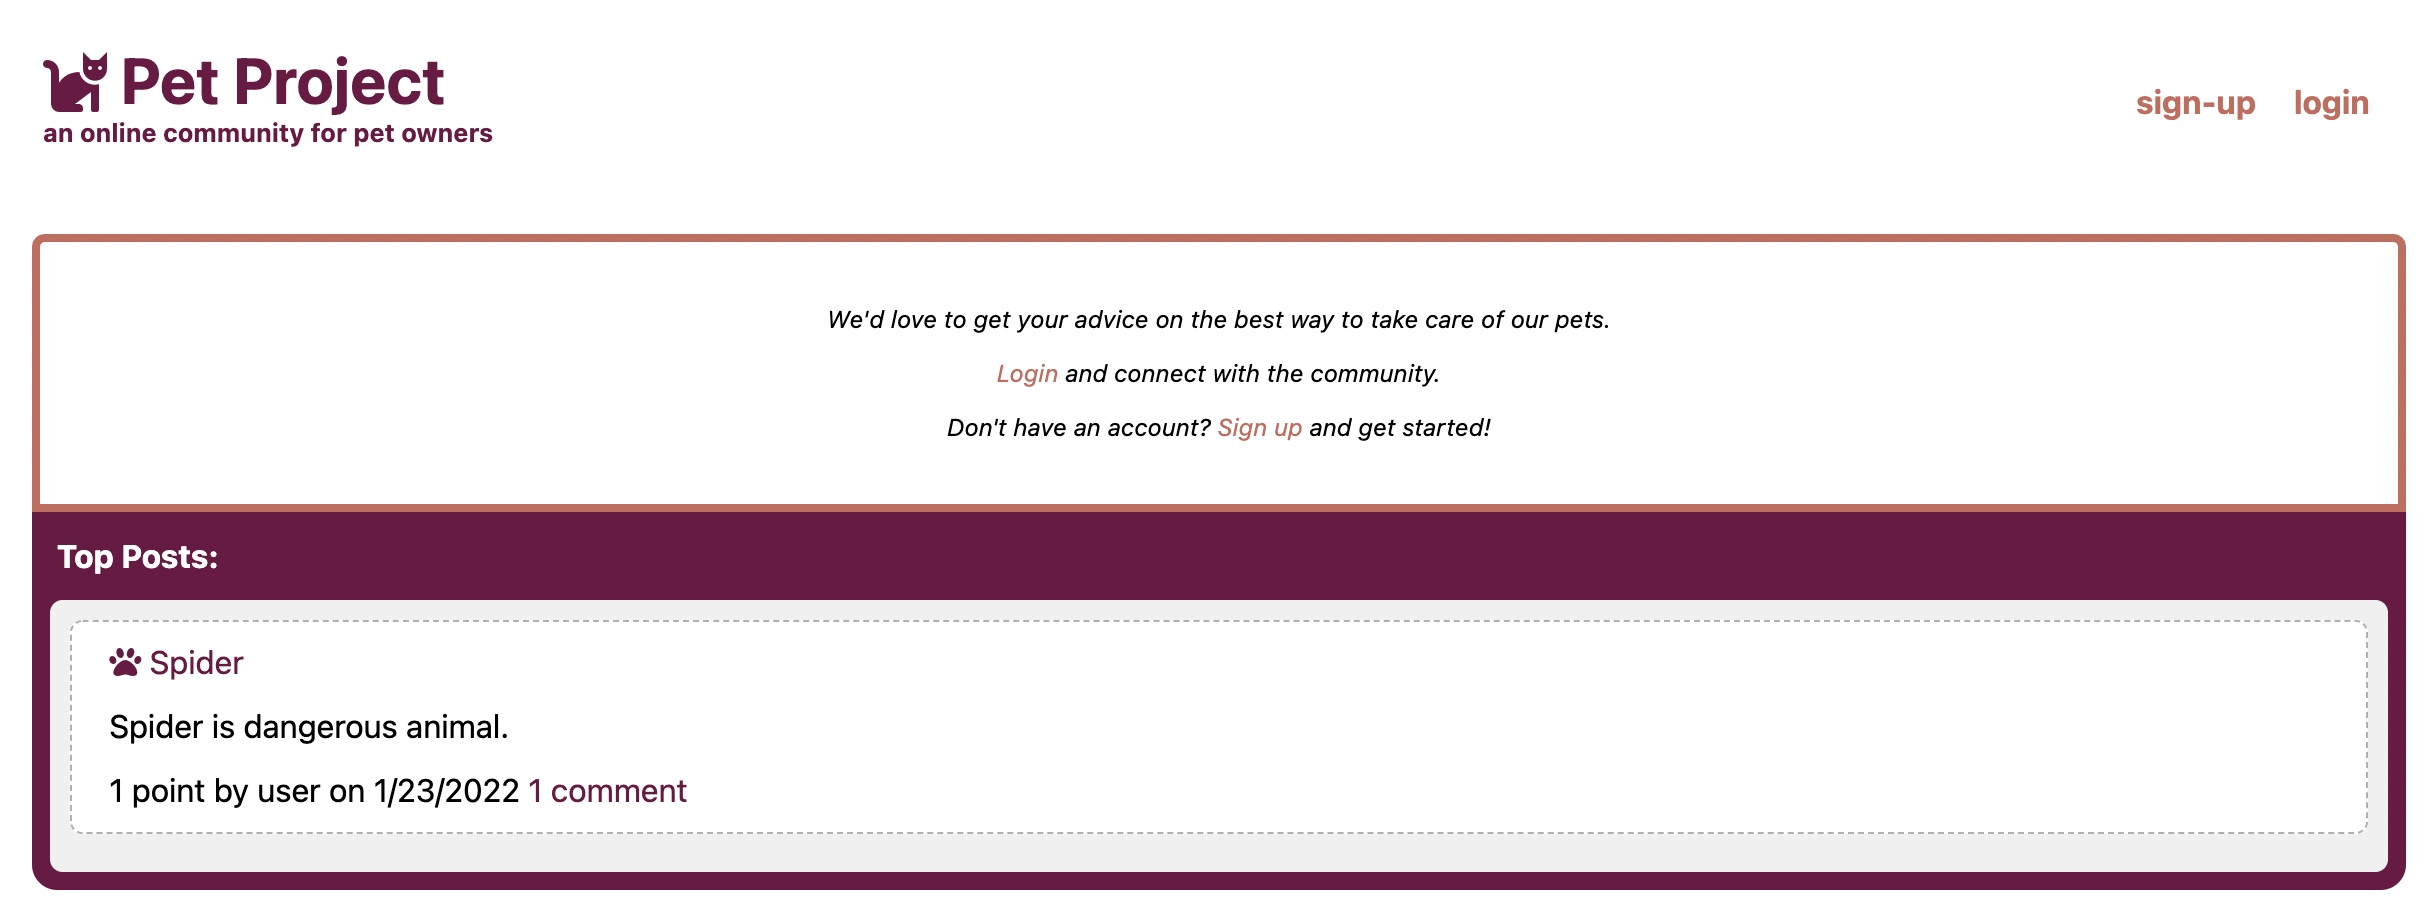 Pet Project
an online community for pet owners
sign-up login
We'd love to get your advice on the best way to take care of our pets.
Login and connect with the community.
Don't have an account? Sign up and get started!
Top Posts:
Spider
Spider is dangerous animal.
1 point by user on 1/23/2022 1 comment